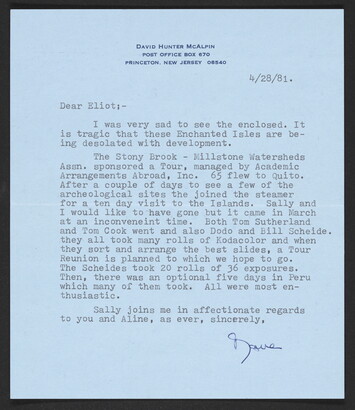 DAVID HUNTER MCALPIN
POST OFFICE BOX 670
PRINCETON, NEW JERSEY 08540
4/28/81.
Dear Eliot;-
I was very sad to see the enclosed. It
is tragic that these Enchanted Isles are be-
ing desolated with development.
The Stony Brook - Millstone Watersheds
Assn. sponsored a Tour, managed by Academic
Arrangements Abroad, Inc. 65 flew to Quito.
After a couple of days to see a few of the
archeological sites they joined the steamer
for a ten day visit to the Islands. Sally and
I would like to have gone but it came in March
at an inconveneint time. Both Tom Sutherland
and Tom Cook went and also Dodo and Bill Scheide.
they all took many rolls of Kodacolor and when
they sort and arrange the best slides, a Tour
Reunion is planned to which we hope to go.
The Scheides took 20 rolls of 36 exposures.
Then, there was an optional five days in Peru
which many of them took. All were most en-
thusiastic.
Sally joins me in affectionate regards
to you and Aline, as ever, sincerely,
Dave